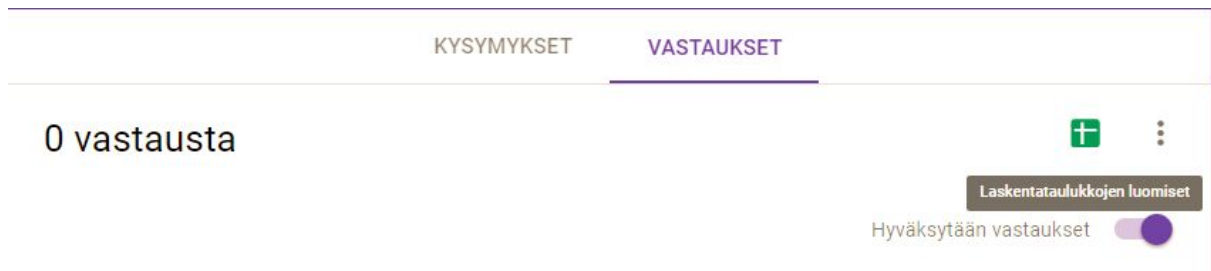 KYSYMYKSET VASTAUKSET
0 vastausta
Laskentataulukkojen luomiset
Hyväksytään vastaukset